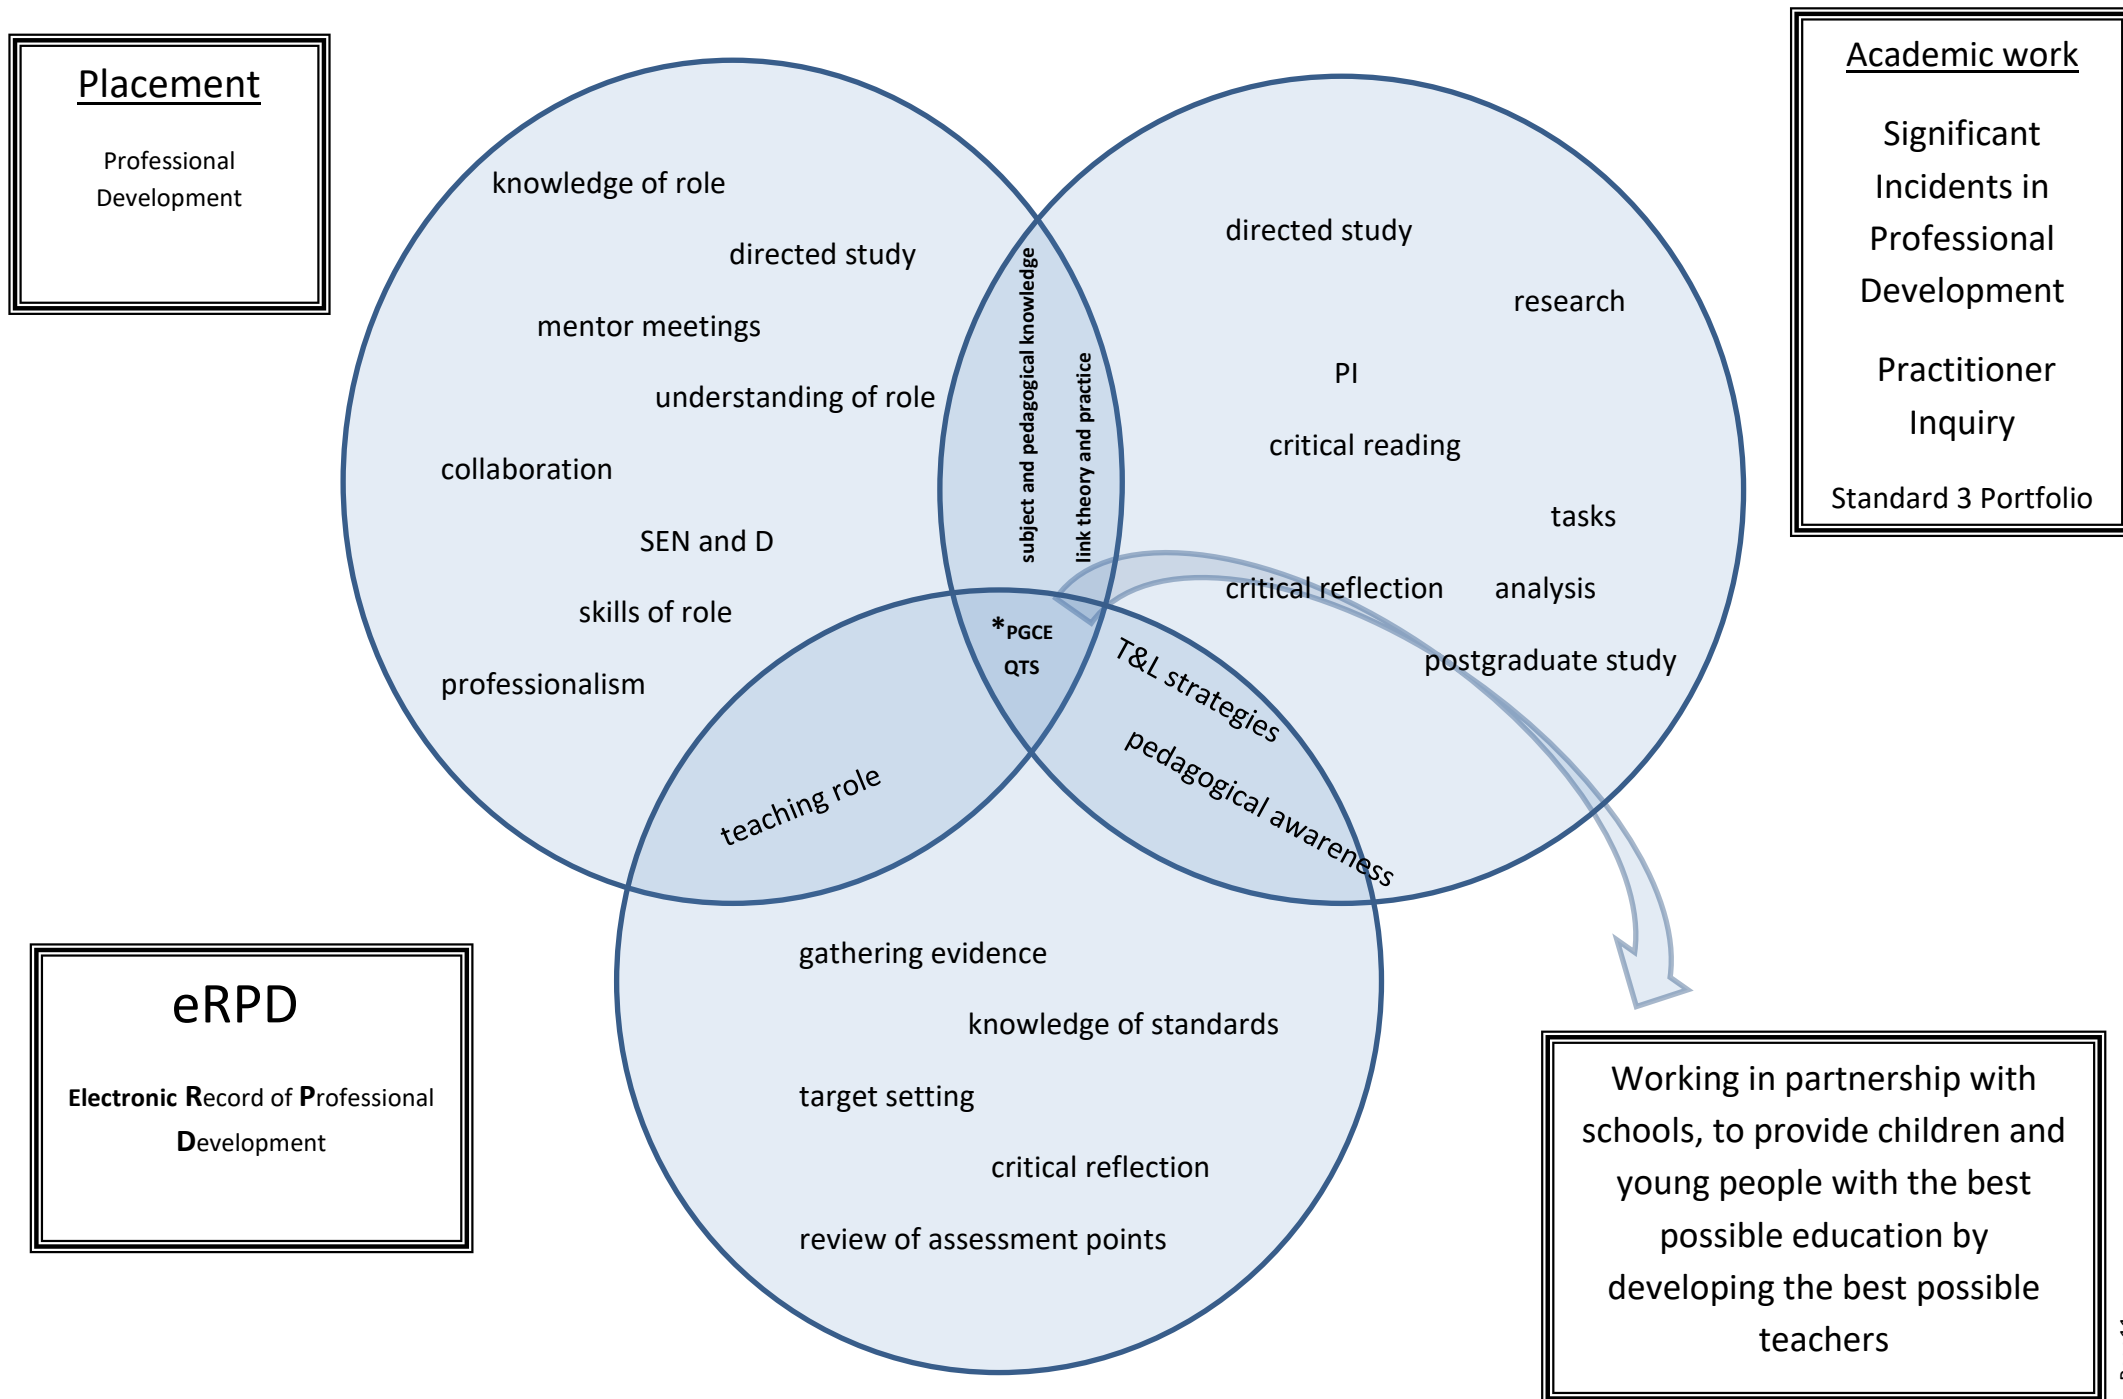 Placement
Professional
Development
knowledge of role
directed study
mentor meetings
understanding of role
collaboration
SEN and D
skills of role
professionalism
subject and pedagogical knowledge
link theory and practice
directed study
research
PI
critical reading
tasks
critical reflection analysis
postgraduate study
Academic work
Significant
Incidents in
Professional
Development
Practitioner
Inquiry
Standard 3 Portfolio
*PGCE
QTS
T&L strategies
pedagogical awareness
teaching role
eRPD
Electronic Record of Professional
Development
gathering evidence
knowledge of standards
target setting
critical reflection
review of assessment points
Working in partnership with
schools, to provide children and
young people with the best
possible education by
developing the best possible
teachers